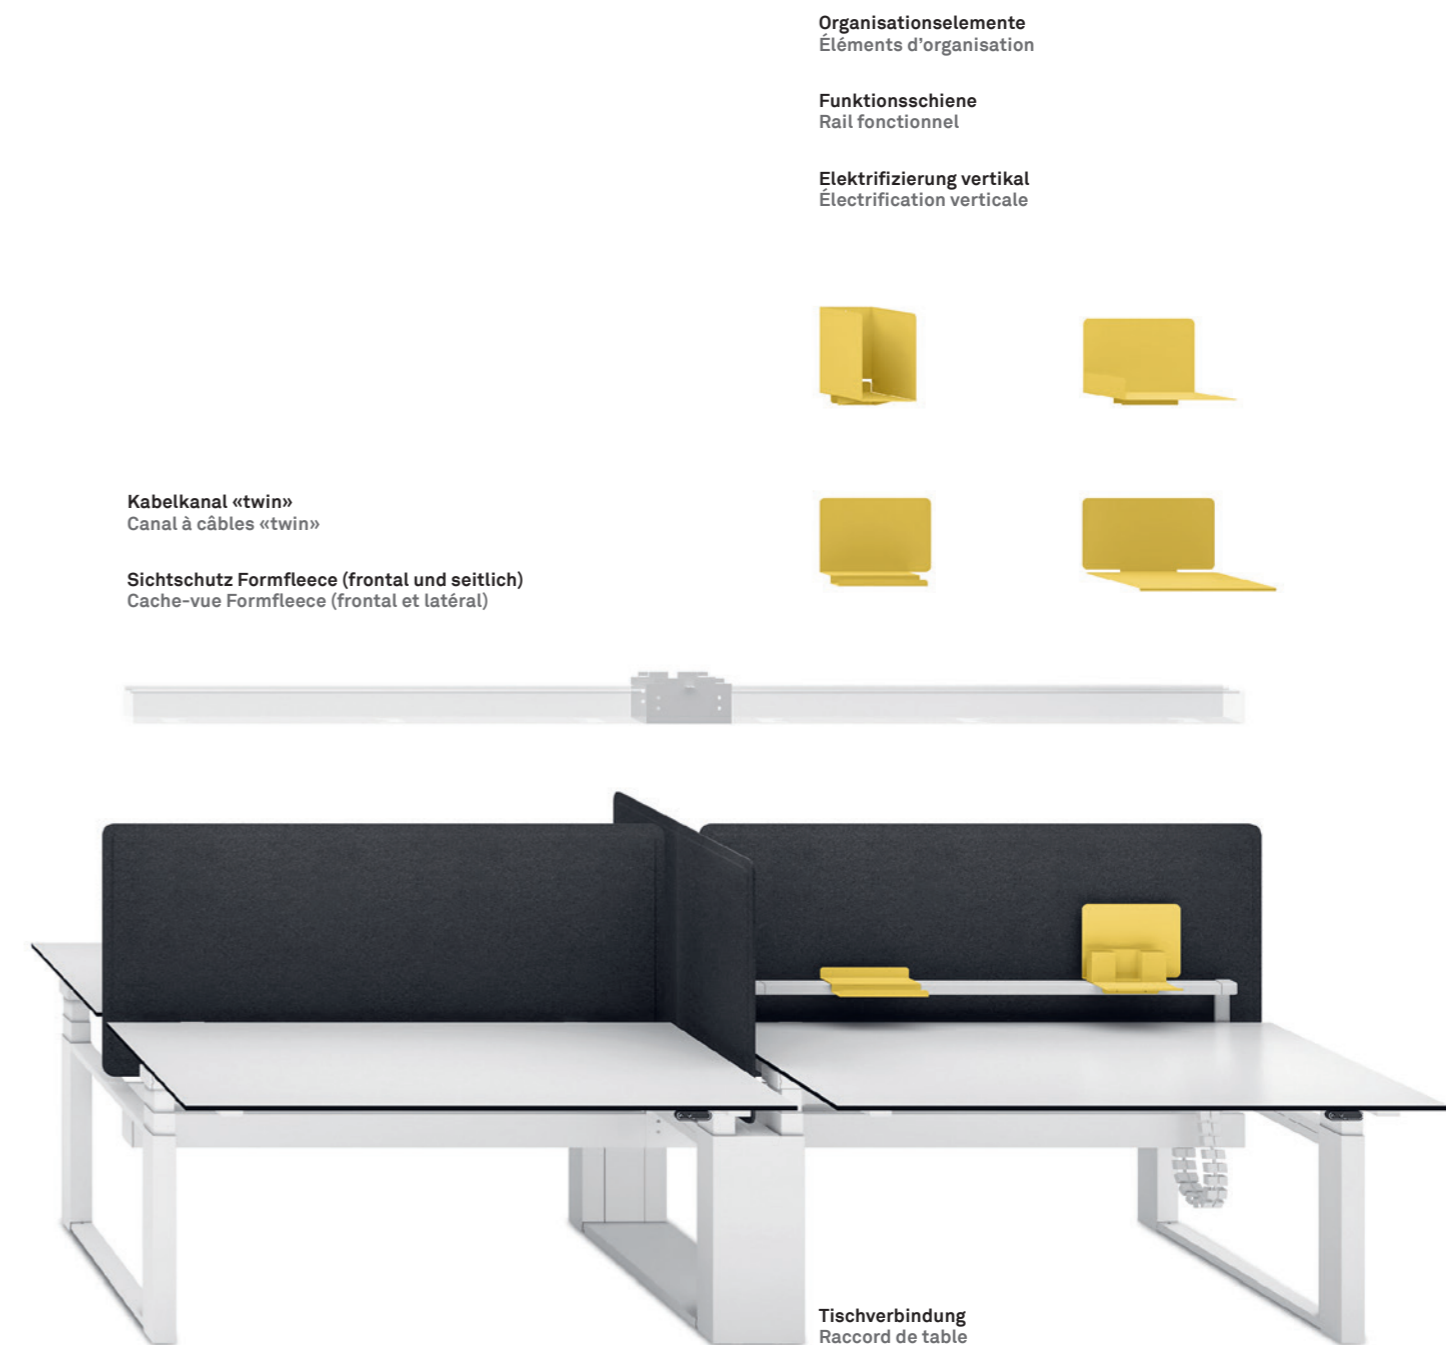 Organisationselemente
Éléments d'organisation
Funktionsschiene
Rail fonctionnel
Elektrifizierung vertikal
Électrification verticale
Kabelkanal «twin»
Canal à câbles «twin»
Sichtschutz Formfleece (frontal und seitlich)
Cache-vue Formfleece (frontal et latéral)
Tischverbindung
Raccord de table